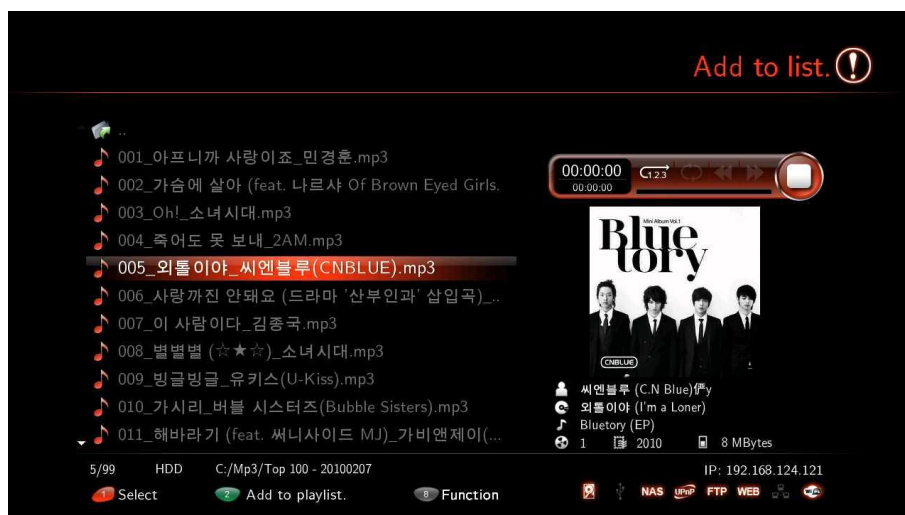 Add to list.
..
001_아프니까 사랑이죠_민경훈.mp3
002_가슴에 살아 (feat. 나르샤 Of Brown Eyed Girls.
003_Oh!_소녀시대.mp3
004_죽어도 못 보내_2AM.mp3
005_외톨이야_씨엔블루(CNBLUE).mp3
006_사랑까진 안돼요 (드라마 '산부인과' 삽입곡)_..
007_이 사람이다_김종국.mp3
008_별별별 (☆★☆)_소녀시대.mp3
009_빙글빙글_유키스(U-Kiss).mp3
010_가시리_버블 시스터즈(Bubble Sisters).mp3
011_해바라기 (feat. 써니사이드 MJ)_가비앤제이(...
00:00:00
00:00:00
1.2.3
Mini Album Vol.1
Bluetory
CNBLUE
씨엔블루 (C.N Blue)
외톨이야 (I'm a Loner)
Bluetory (EP)
1 2010 8 MBytes
5/99 HDD C:/Mp3/Top 100 - 20100207 IP: 192.168.124.121
1 Select 2 Add to playlist. 8 Function NAS UPnP FTP WEB